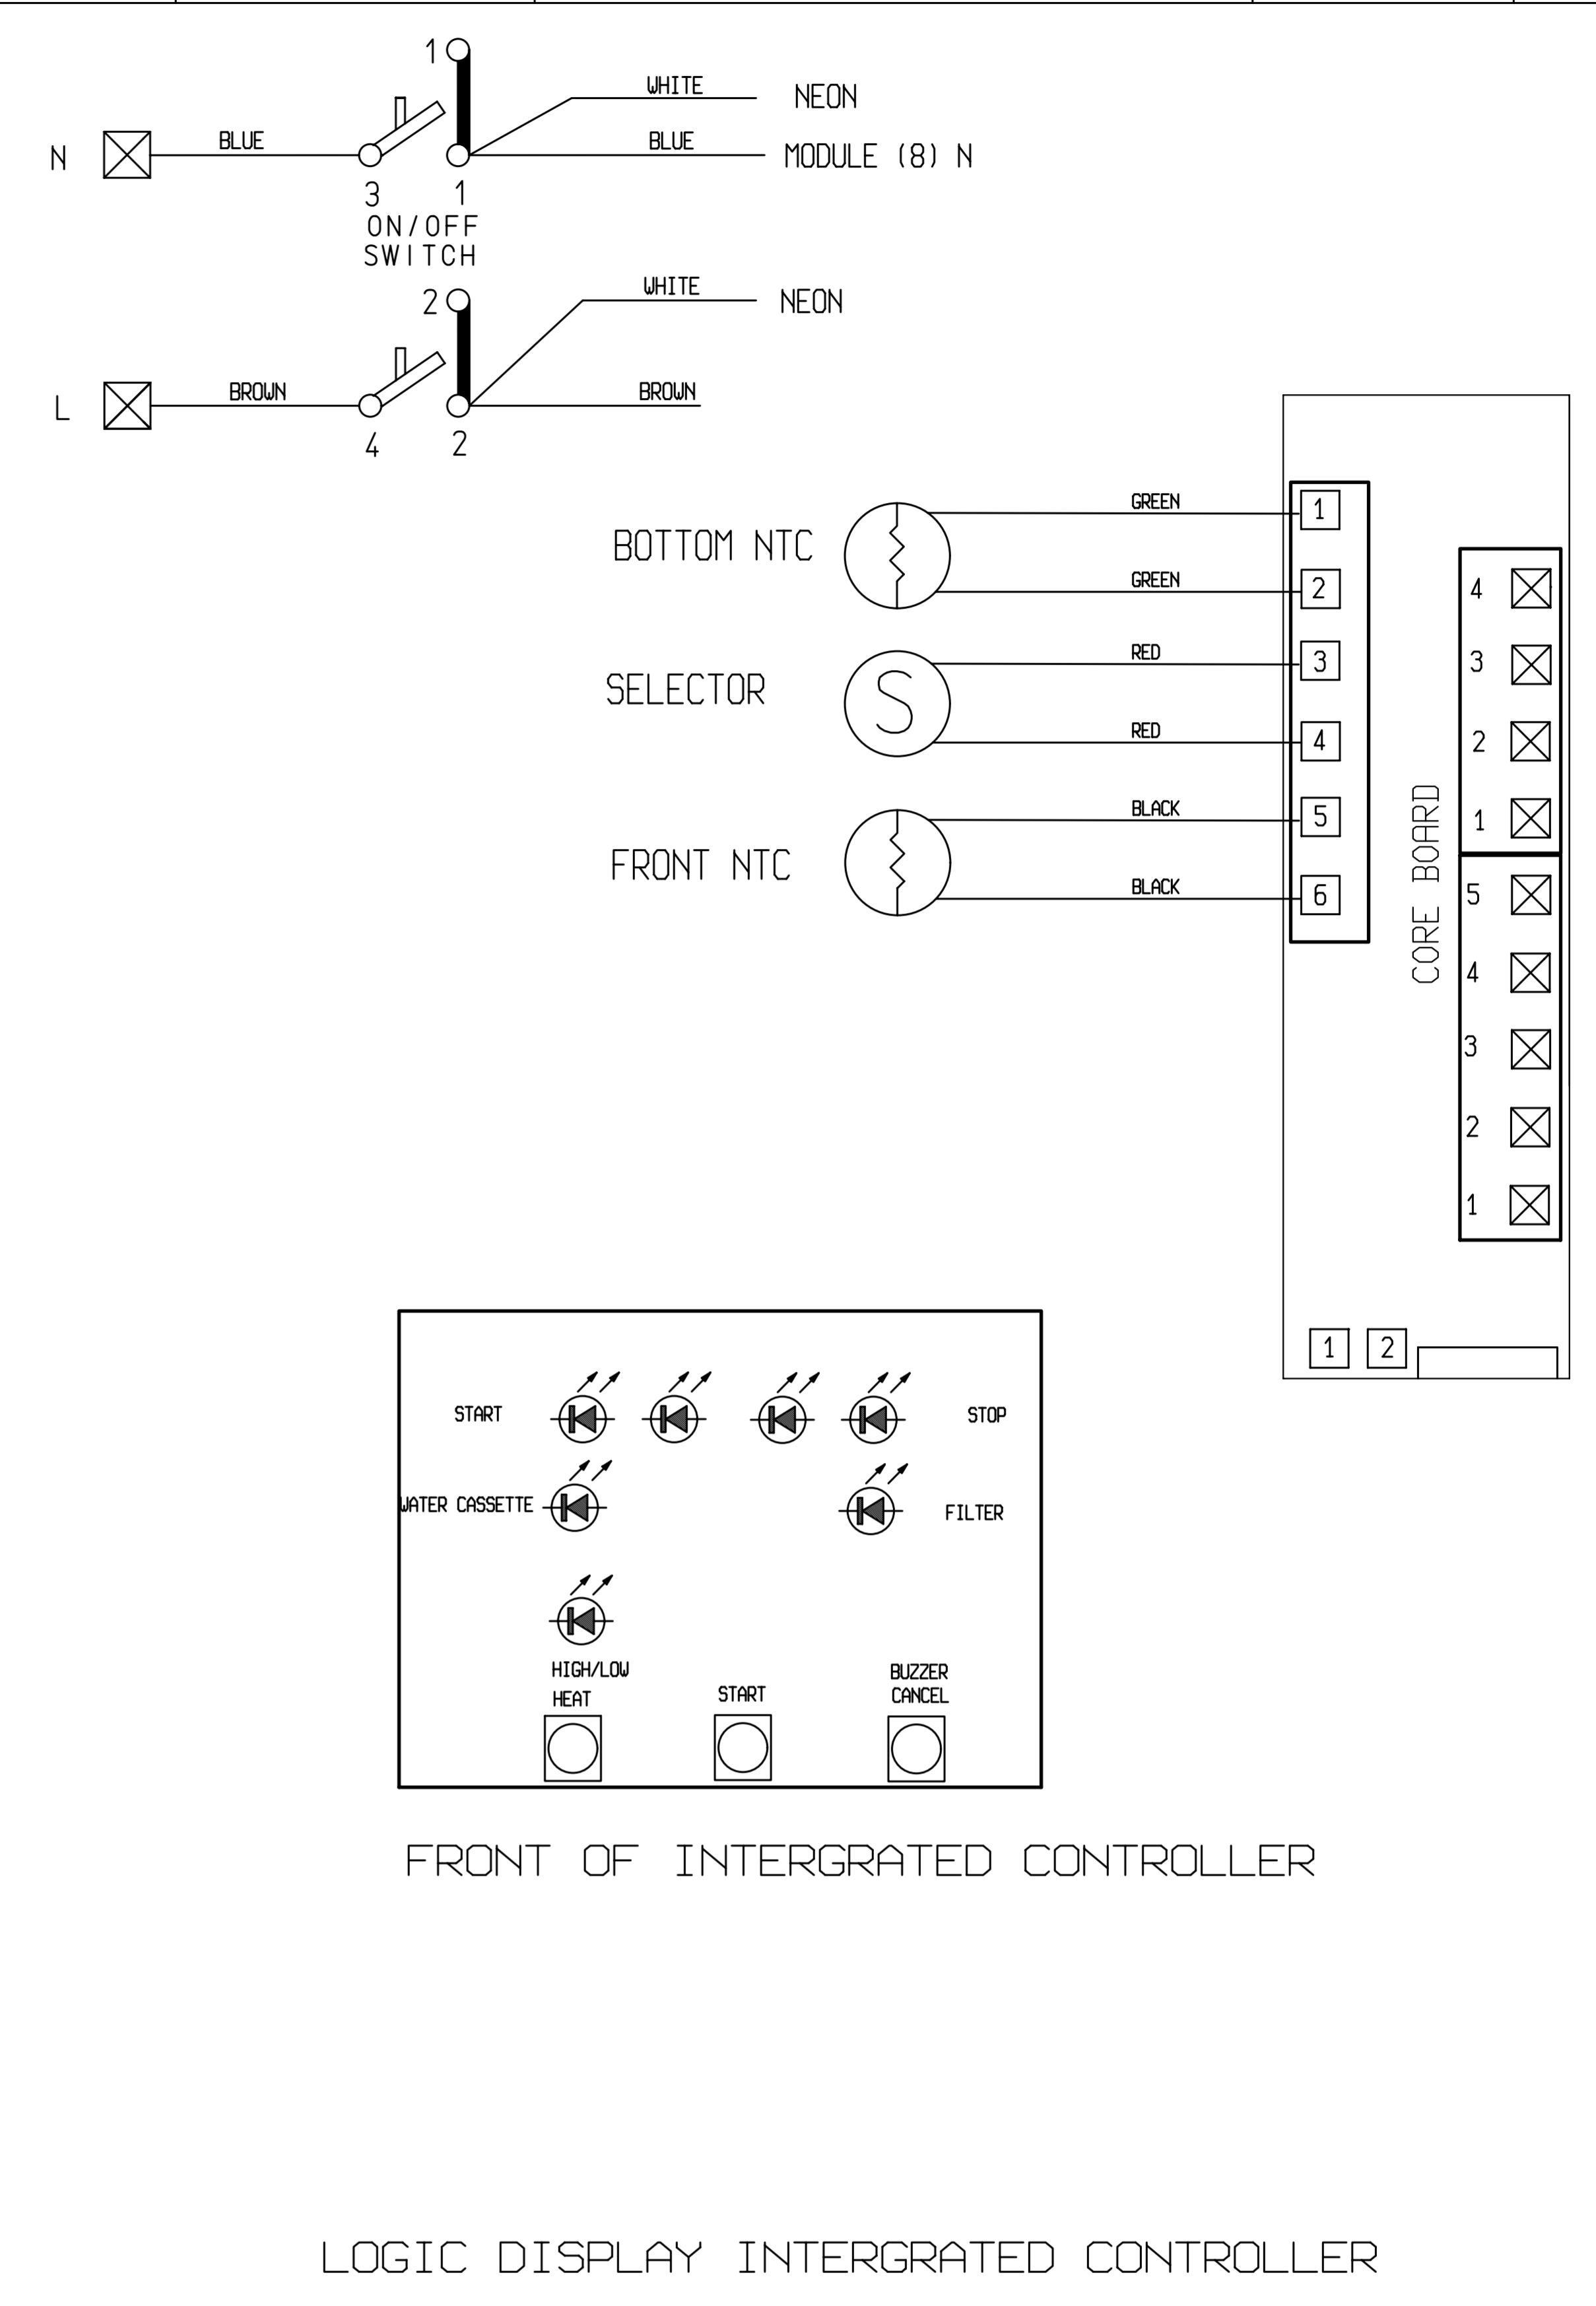 1
WHITE NEON
N BLUE BLUE MODULE (8) N
3 1
ON/OFF
SWITCH
2 WHITE NEON
L BROWN BROWN
4 2
BOTTOM NTC GREEN 1
GREEN 2
SELECTOR RED 3
RED 4
FRONT NTC BLACK 5
BLACK 6
CORE BOARD
4
3
2
1
5
4
3
2
1
1 2
START STOP
WATER CASSETTE FILTER
HIGH/LOW
HEAT
START
BUZZER
CANCEL
FRONT OF INTERGRATED CONTROLLER
LOGIC DISPLAY INTERGRATED CONTROLLER